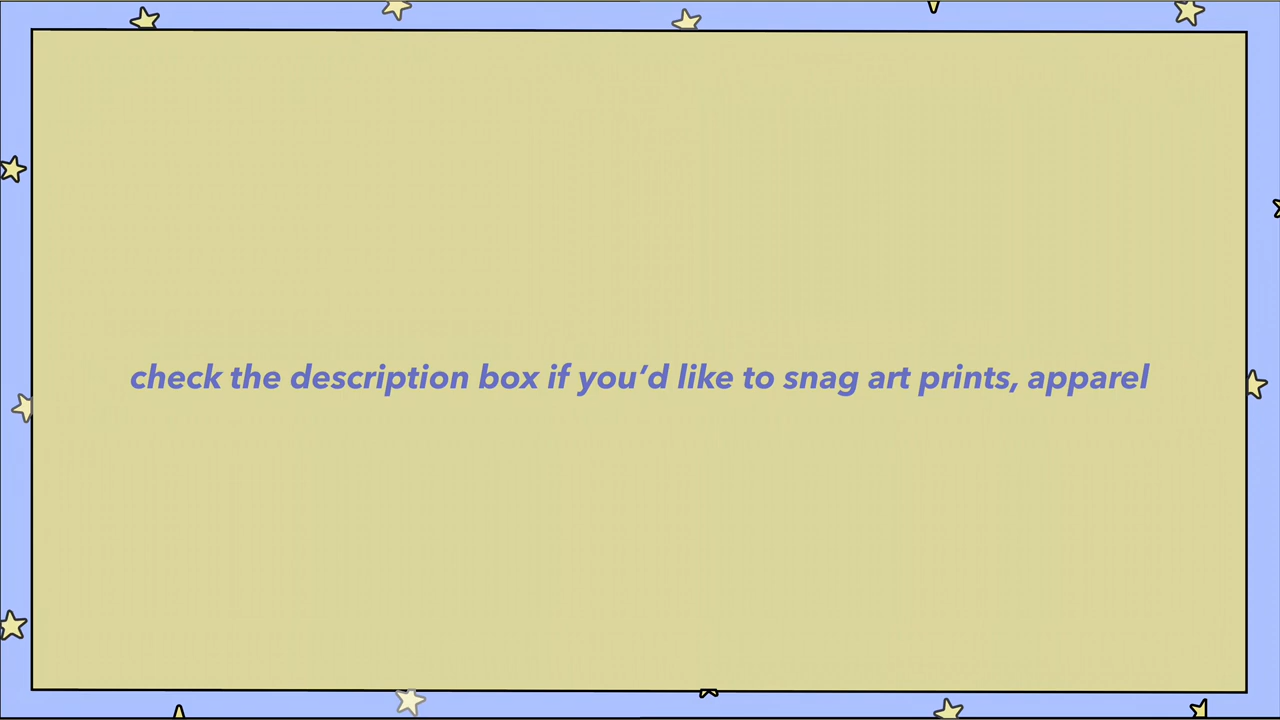 check the description box if you’d like to snag art prints, apparel